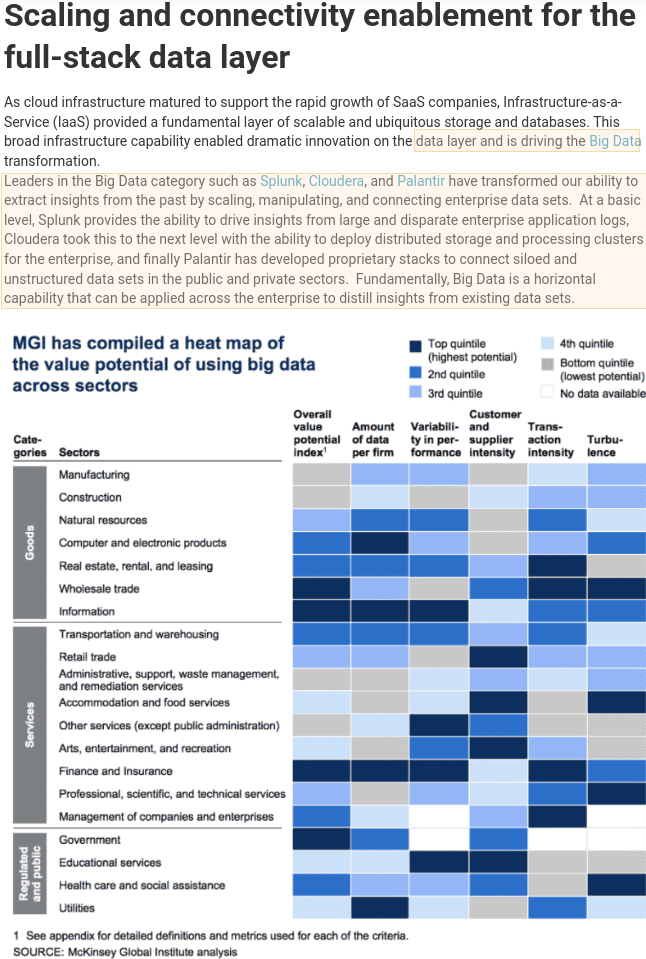 Scaling and connectivity enablement for the
full-stack data layer
As cloud infrastructure matured to support the rapid growth of SaaS companies, Infrastructure-as-a-
Service (IaaS) provided a fundamental layer of scalable and ubiquitous storage and databases. This
broad infrastructure capability enabled dramatic innovation on the data layer and is driving the Big Data
transformation.
Leaders in the Big Data category such as Splunk, Cloudera, and Palantir have transformed our ability to
extract insights from the past by scaling, manipulating, and connecting enterprise data sets. At a basic
level, Splunk provides the ability to drive insights from large and disparate enterprise application logs,
Cloudera took this to the next level with the ability to deploy distributed storage and processing clusters
for the enterprise, and finally Palantir has developed proprietary stacks to connect siloed and
unstructured data sets in the public and private sectors. Fundamentally, Big Data is a horizontal
capability that can be applied across the enterprise to distill insights from existing data sets.
MGI has compiled a heat map of
the value potential of using big data
across sectors
Top quintile
(highest potential)
2nd quintile
3rd quintile
4th quintile
Bottom quintile
(lowest potential)
No data available
Cate-
gories
Sectors
Overall
value
potential
index1
Amount
of data
per firm
Variabili-
ty in per-
formance
Customer
and
supplier
intensity
Trans-
action
intensity
Turbu-
lence
Goods
Manufacturing
Construction
Natural resources
Computer and electronic products
Real estate, rental, and leasing
Wholesale trade
Information
Services
Transportation and warehousing
Retail trade
Administrative, support, waste management,
and remediation services
Accommodation and food services
Other services (except public administration)
Arts, entertainment, and recreation
Finance and Insurance
Professional, scientific, and technical services
Management of companies and enterprises
Regulated
and public
Government
Educational services
Health care and social assistance
Utilities
1 See appendix for detailed definitions and metrics used for each of the criteria.
SOURCE: McKinsey Global Institute analysis